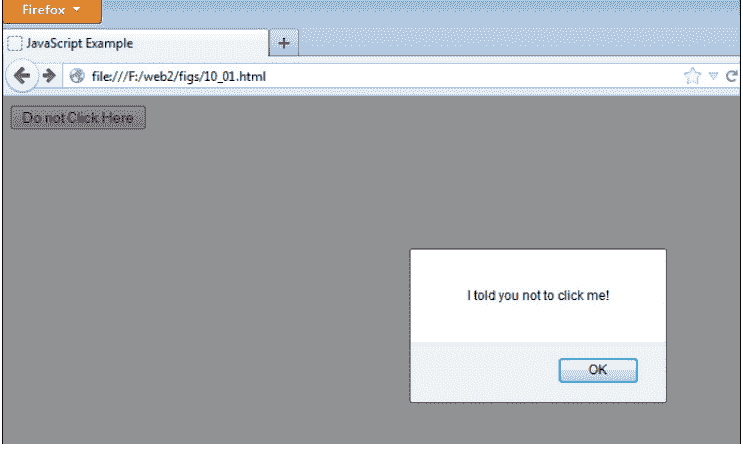 Firefox
JavaScript Example
file:///F:/web2/figs/10_01.html
Do not Click Here
I told you not to click me!
OK